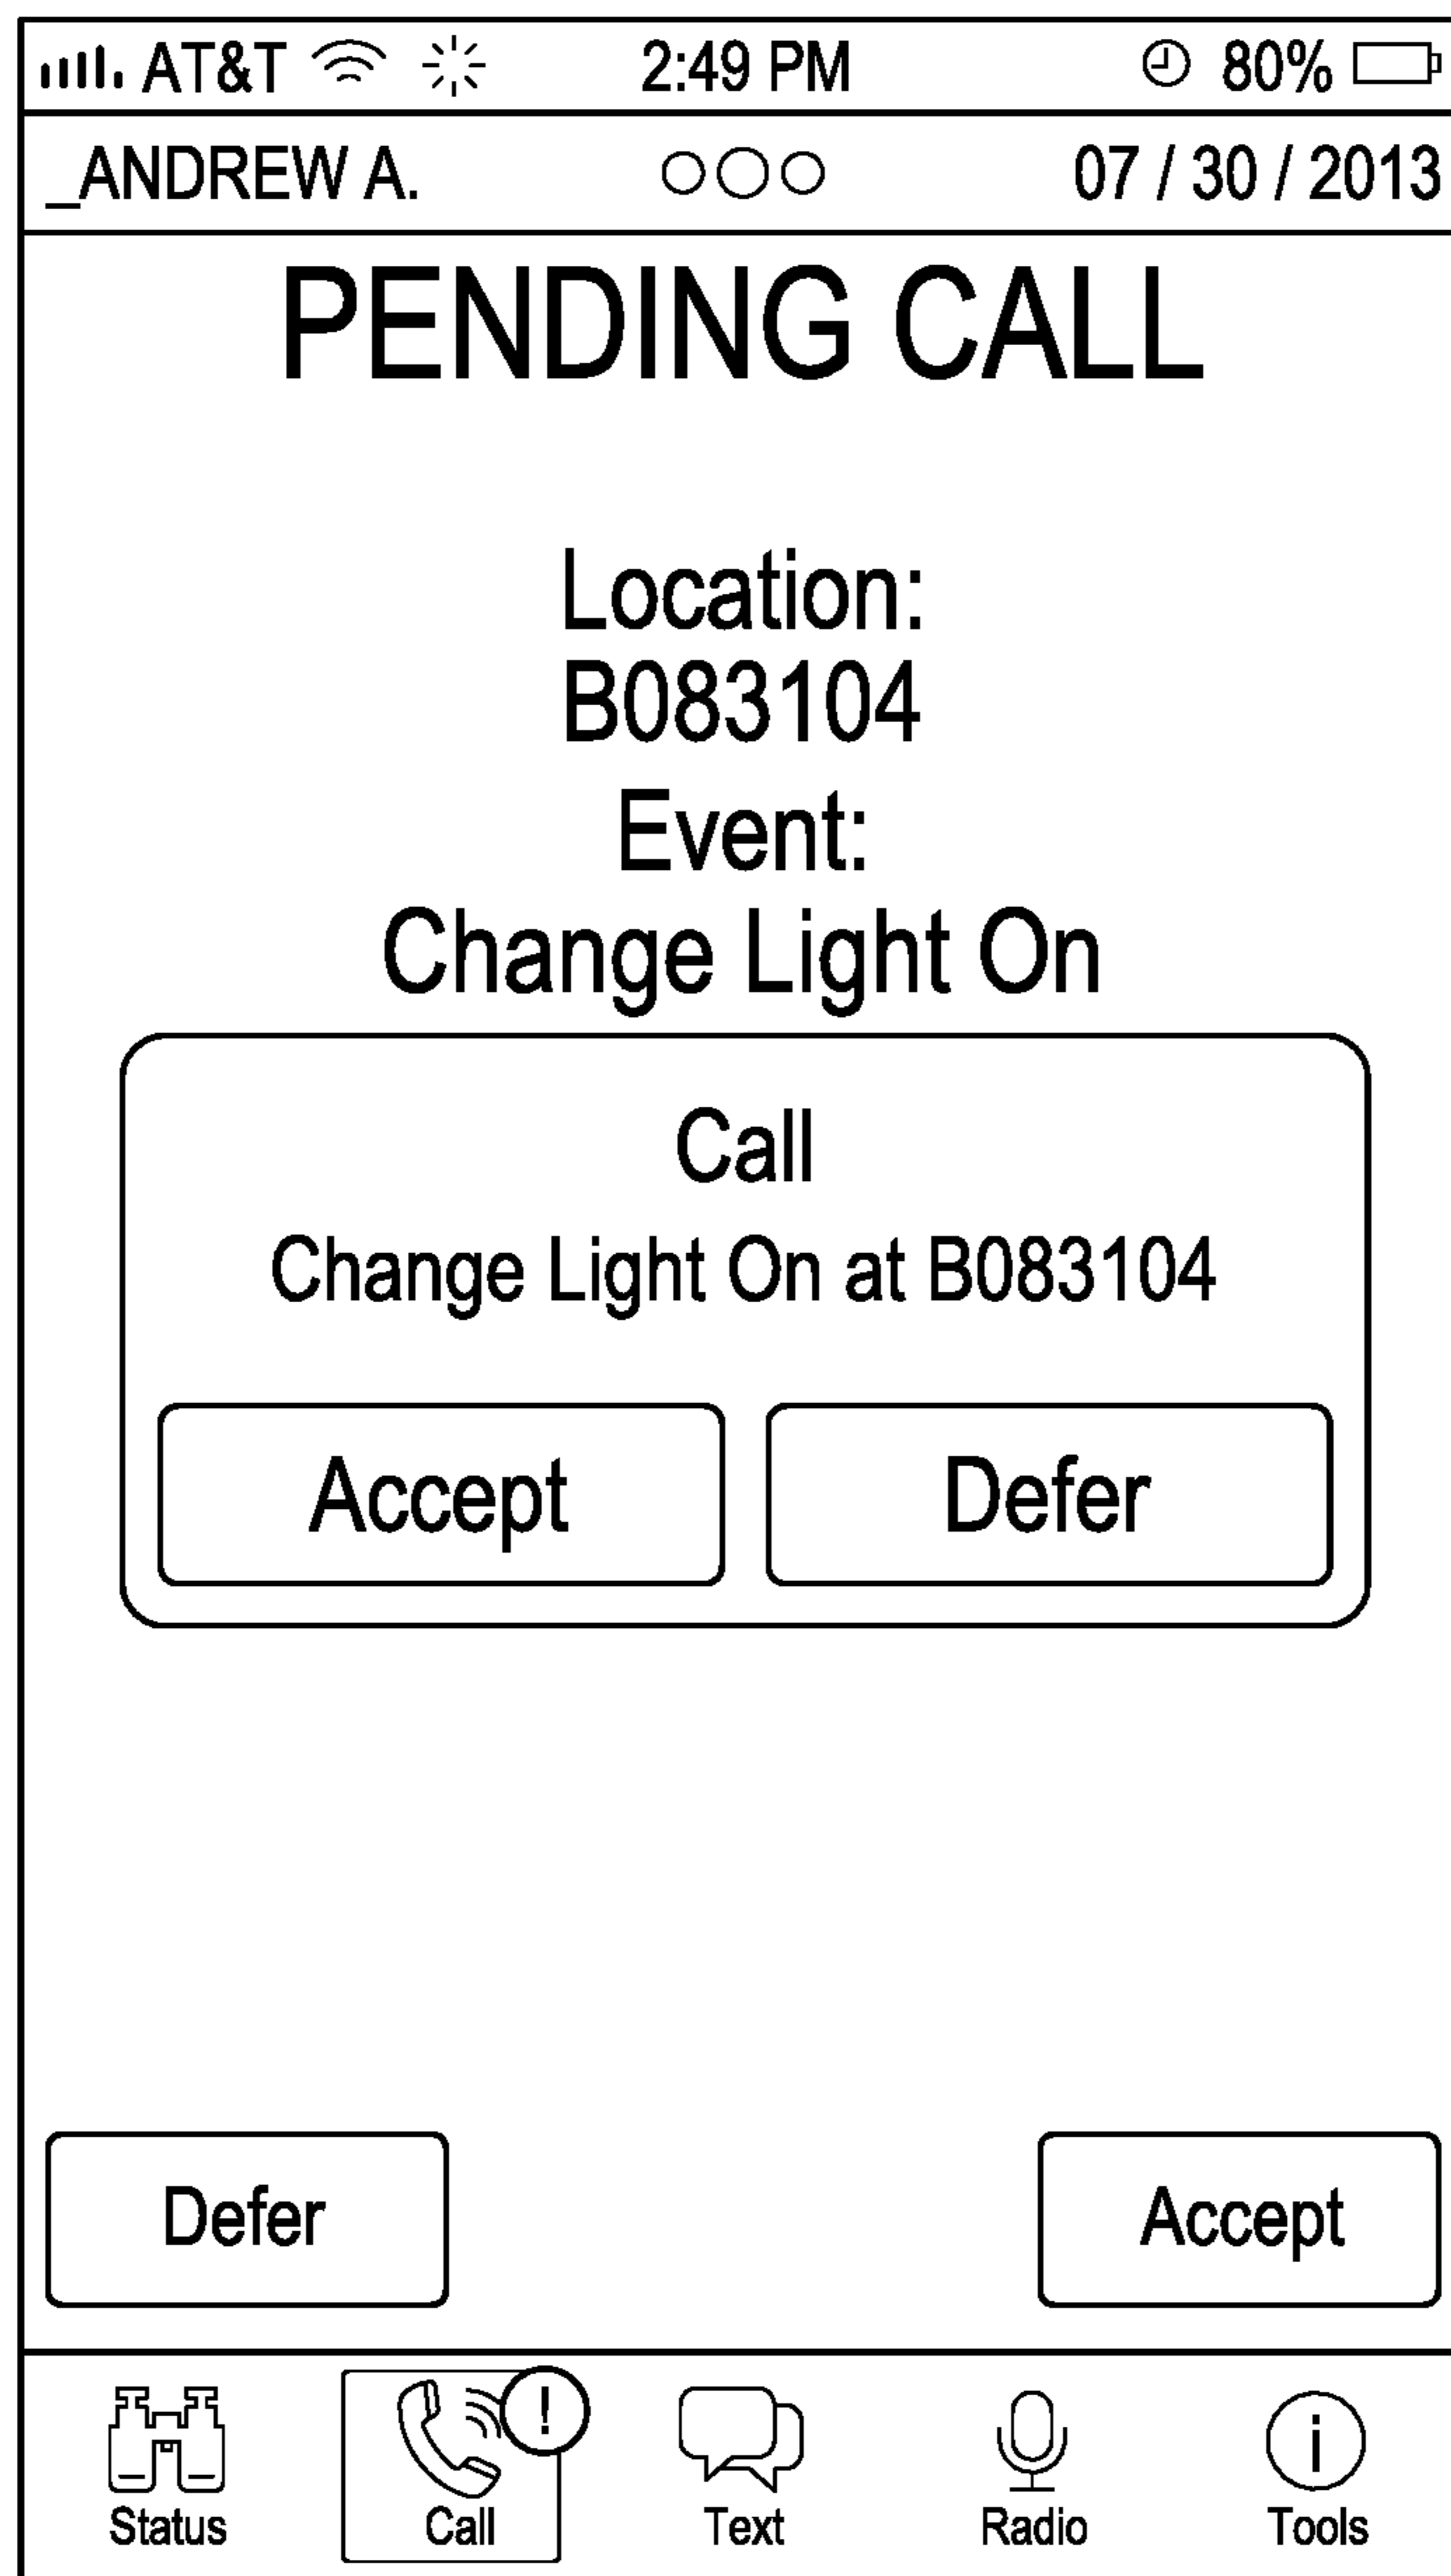 AT&T 2:49 PM 80%
_ANDREW A. 07 / 30 / 2013
PENDING CALL
Location:
B083104
Event:
Change Light On
Call
Change Light On at B083104
Accept Defer
Defer Accept
!
i
Status Call Text Radio Tools